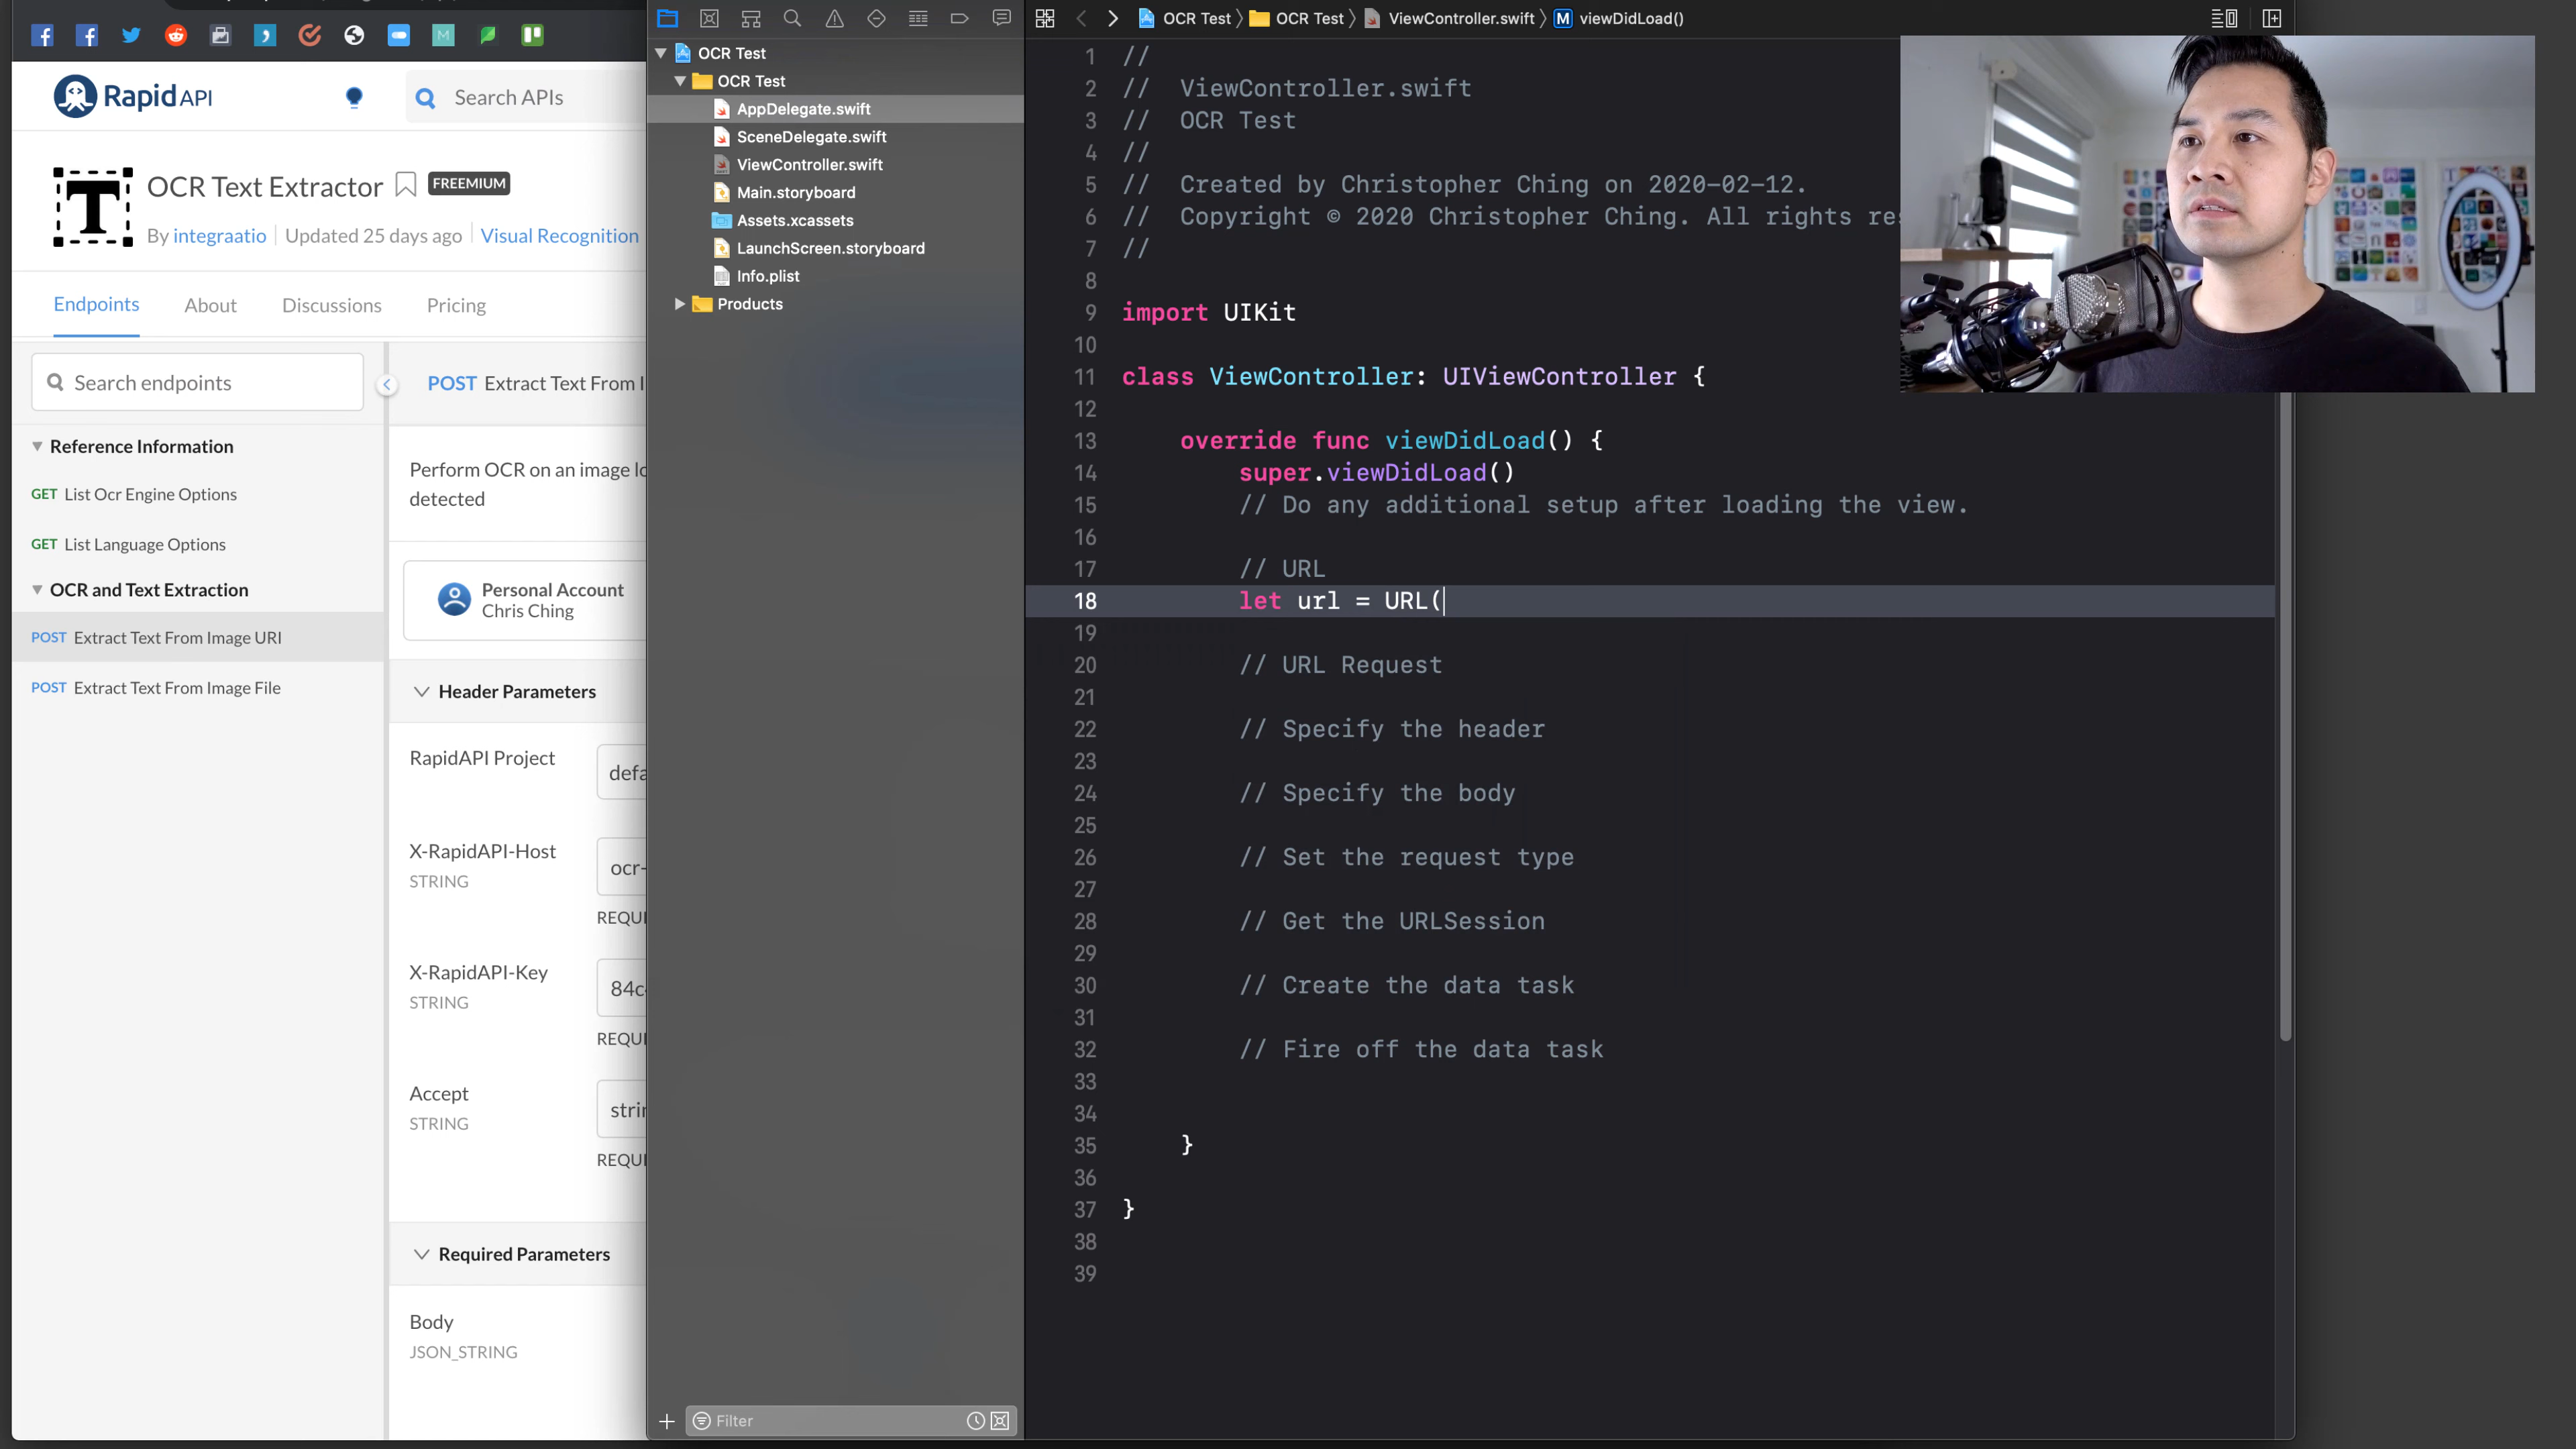 Rapid API
Search APIs
OCR Text Extractor
FREEMIUM
By integraatio
Updated 25 days ago
Visual Recognition
Endpoints
About
Discussions
Pricing
Search endpoints
Reference Information
GET List Ocr Engine Options
GET List Language Options
OCR and Text Extraction
POST Extract Text From Image URI
POST Extract Text From Image File
POST Extract Text From I
Perform OCR on an image lo
detected
Personal Account
Chris Ching
Header Parameters
RapidAPI Project
defa
X-RapidAPI-Host
STRING
ocr-
REQUI
X-RapidAPI-Key
STRING
84c
REQUI
Accept
STRING
strin
REQUI
Required Parameters
Body
JSON_STRING
OCR Test
OCR Test
AppDelegate.swift
SceneDelegate.swift
ViewController.swift
Main.storyboard
Assets.xcassets
LaunchScreen.storyboard
Info.plist
Products
Filter
OCR Test 〉 OCR Test 〉 ViewController.swift 〉 M viewDidLoad()
1 //
2 //  ViewController.swift
3 //  OCR Test
4 //
5 //  Created by Christopher Ching on 2020-02-12.
6 //  Copyright © 2020 Christopher Ching. All rights res
7 //
8
9 import UIKit
10
11 class ViewController: UIViewController {
12
13     override func viewDidLoad() {
14         super.viewDidLoad()
15         // Do any additional setup after loading the view.
16
17         // URL
18         let url = URL(
19
20         // URL Request
21
22         // Specify the header
23
24         // Specify the body
25
26         // Set the request type
27
28         // Get the URLSession
29
30         // Create the data task
31
32         // Fire off the data task
33
34
35     }
36
37 }
38
39